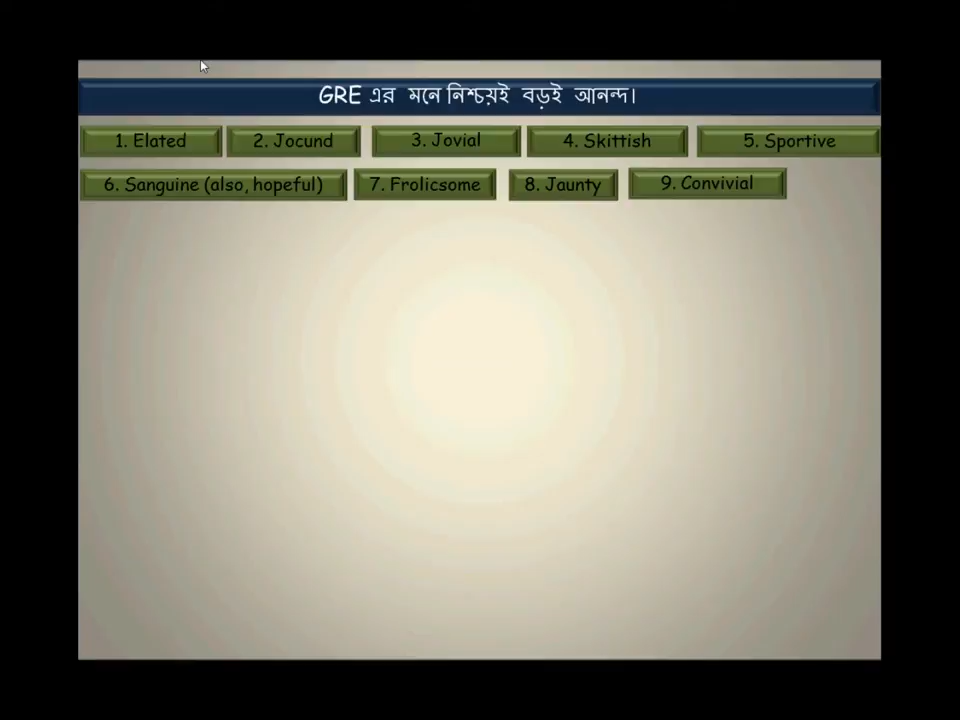 GRE এর মনে নিশ্চয়ই বড়ই আনন্দ।
1. Elated 2. Jocund 3. Jovial 4. Skittish 5. Sportive
6. Sanguine (also, hopeful) 7. Frolicsome 8. Jaunty 9. Convivial